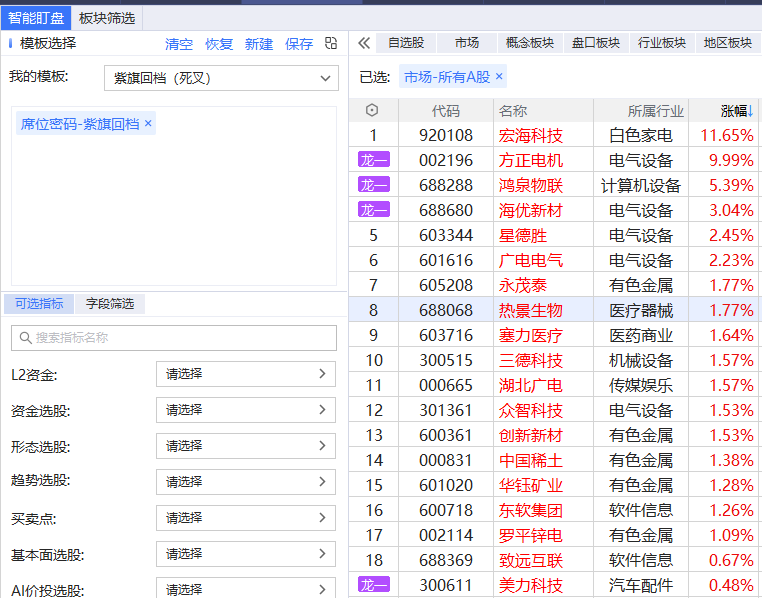 智能盯盘 板块筛选
模板选择 清空 恢复 新建 保存
我的模板: 紫旗回档（死叉）
席位密码-紫旗回档 ×
可选指标 字段筛选
搜索指标名称
L2资金: 请选择
资金选股: 请选择
形态选股: 请选择
趋势选股: 请选择
买卖点: 请选择
基本面选股: 请选择
AI价投选股: 请选择
自选股 市场 概念板块 盘口板块 行业板块 地区板块
已选: 市场-所有A股 ×
代码 名称 所属行业 涨幅↓
1 920108 宏海科技 白色家电 11.65%
龙一 002196 方正电机 电气设备 9.99%
龙一 688288 鸿泉物联 计算机设备 5.39%
龙一 688680 海优新材 电气设备 3.04%
5 603344 星德胜 电气设备 2.45%
6 601616 广电电气 电气设备 2.23%
7 605208 永茂泰 有色金属 1.77%
8 688068 热景生物 医疗器械 1.77%
9 603716 塞力医疗 医药商业 1.64%
10 300515 三德科技 机械设备 1.57%
11 000665 湖北广电 传媒娱乐 1.57%
12 301361 众智科技 电气设备 1.53%
13 600361 创新新材 有色金属 1.53%
14 000831 中国稀土 有色金属 1.38%
15 601020 华钰矿业 有色金属 1.28%
16 600718 东软集团 软件信息 1.26%
17 002114 罗平锌电 有色金属 1.09%
18 688369 致远互联 软件信息 0.67%
龙一 300611 美力科技 汽车配件 0.48%